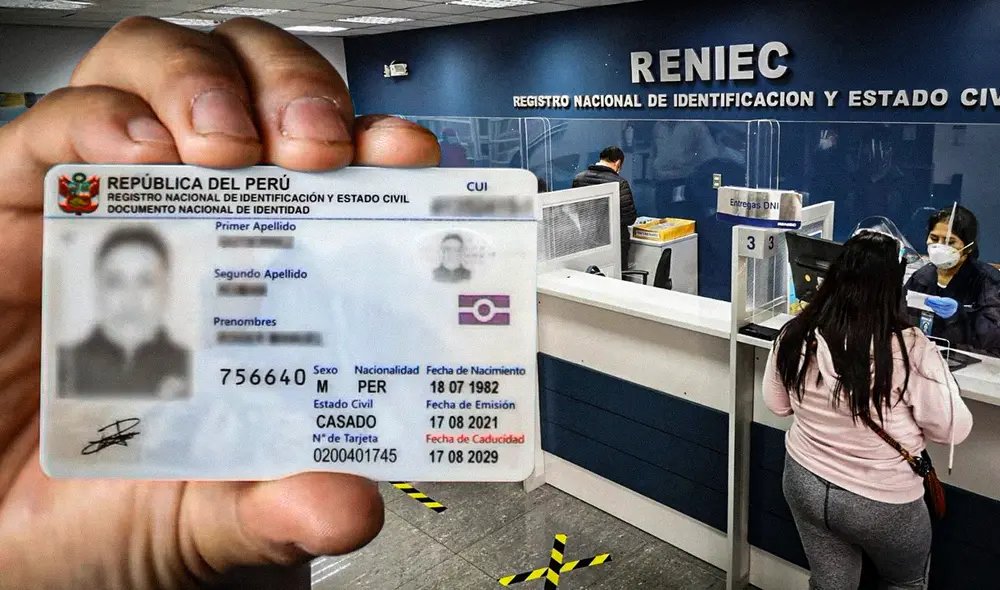 RENIEC
REGISTRO NACIONAL DE IDENTIFICACION Y ESTADO CIV
Entregas DNI
3 3
REPÚBLICA DEL PERÚ
REGISTRO NACIONAL DE IDENTIFICACIÓN Y ESTADO CIVIL
DOCUMENTO NACIONAL DE IDENTIDAD
CUI
Primer Apellido
Segundo Apellido
Prenombres
756640
Sexo Nacionalidad Fecha de Nacimiento
M PER 18 07 1982
Estado Civil Fecha de Emisión
CASADO 17 08 2021
N° de Tarjeta Fecha de Caducidad
0200401745 17 08 2029